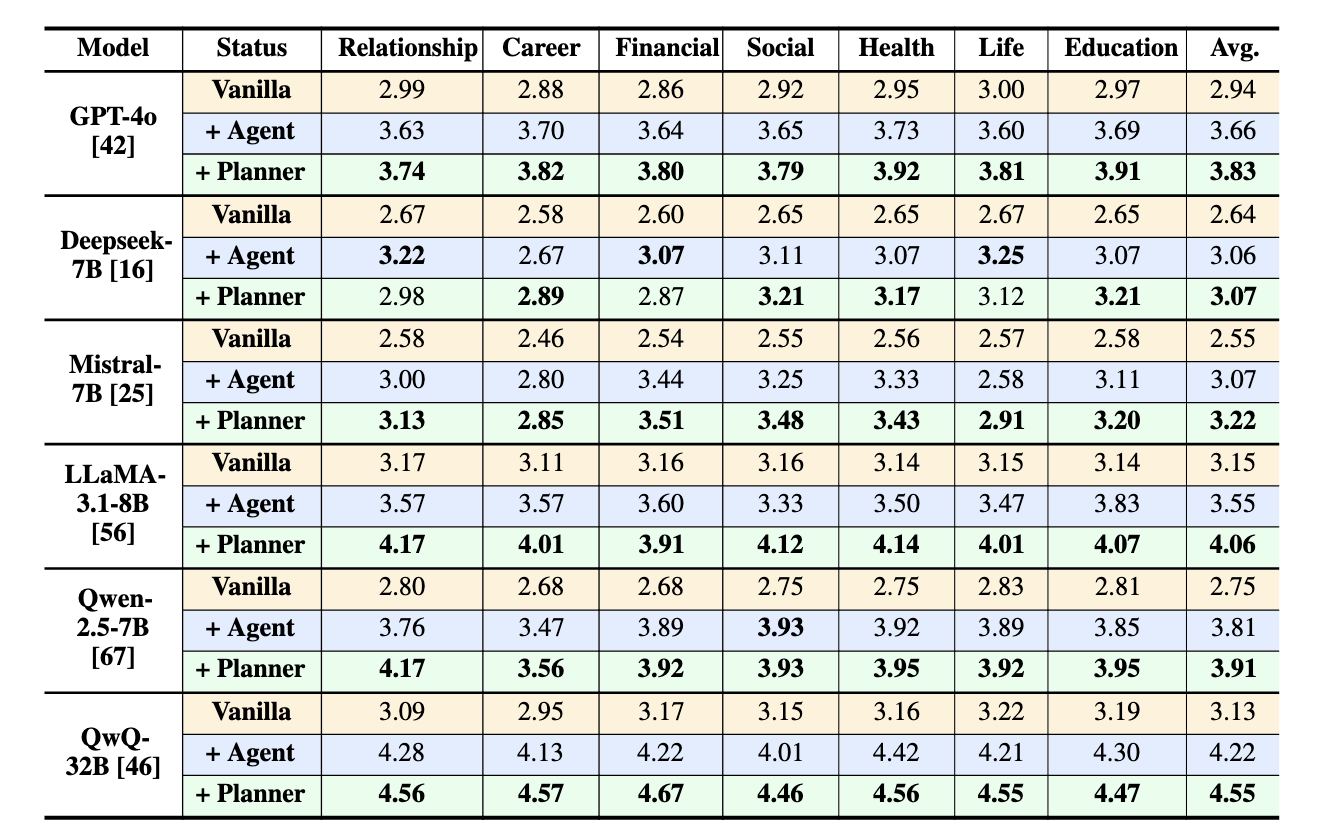 Model Status Relationship Career Financial Social Health Life Education Avg.
GPT-4o [42]
Vanilla 2.99 2.88 2.86 2.92 2.95 3.00 2.97 2.94
+ Agent 3.63 3.70 3.64 3.65 3.73 3.60 3.69 3.66
+ Planner 3.74 3.82 3.80 3.79 3.92 3.81 3.91 3.83
Deepseek-7B [16]
Vanilla 2.67 2.58 2.60 2.65 2.65 2.67 2.65 2.64
+ Agent 3.22 2.67 3.07 3.11 3.07 3.25 3.07 3.06
+ Planner 2.98 2.89 2.87 3.21 3.17 3.12 3.21 3.07
Mistral-7B [25]
Vanilla 2.58 2.46 2.54 2.55 2.56 2.57 2.58 2.55
+ Agent 3.00 2.80 3.44 3.25 3.33 2.58 3.11 3.07
+ Planner 3.13 2.85 3.51 3.48 3.43 2.91 3.20 3.22
LLaMA-3.1-8B [56]
Vanilla 3.17 3.11 3.16 3.16 3.14 3.15 3.14 3.15
+ Agent 3.57 3.57 3.60 3.33 3.50 3.47 3.83 3.55
+ Planner 4.17 4.01 3.91 4.12 4.14 4.01 4.07 4.06
Qwen-2.5-7B [67]
Vanilla 2.80 2.68 2.68 2.75 2.75 2.83 2.81 2.75
+ Agent 3.76 3.47 3.89 3.93 3.92 3.89 3.85 3.81
+ Planner 4.17 3.56 3.92 3.93 3.95 3.92 3.95 3.91
QwQ-32B [46]
Vanilla 3.09 2.95 3.17 3.15 3.16 3.22 3.19 3.13
+ Agent 4.28 4.13 4.22 4.01 4.42 4.21 4.30 4.22
+ Planner 4.56 4.57 4.67 4.46 4.56 4.55 4.47 4.55